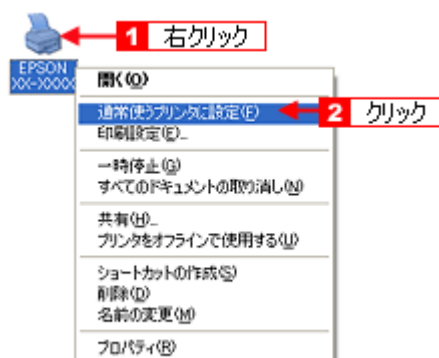 1 右クリック
EPSON
XX-XXXX
開く(O)
通常使うプリンタに設定(F)
2 クリック
印刷設定(E)...
一時停止(G)
すべてのドキュメントの取り消し(N)
共有(H)...
プリンタをオフラインで使用する(U)
ショートカットの作成(S)
削除(D)
名前の変更(M)
プロパティ(R)